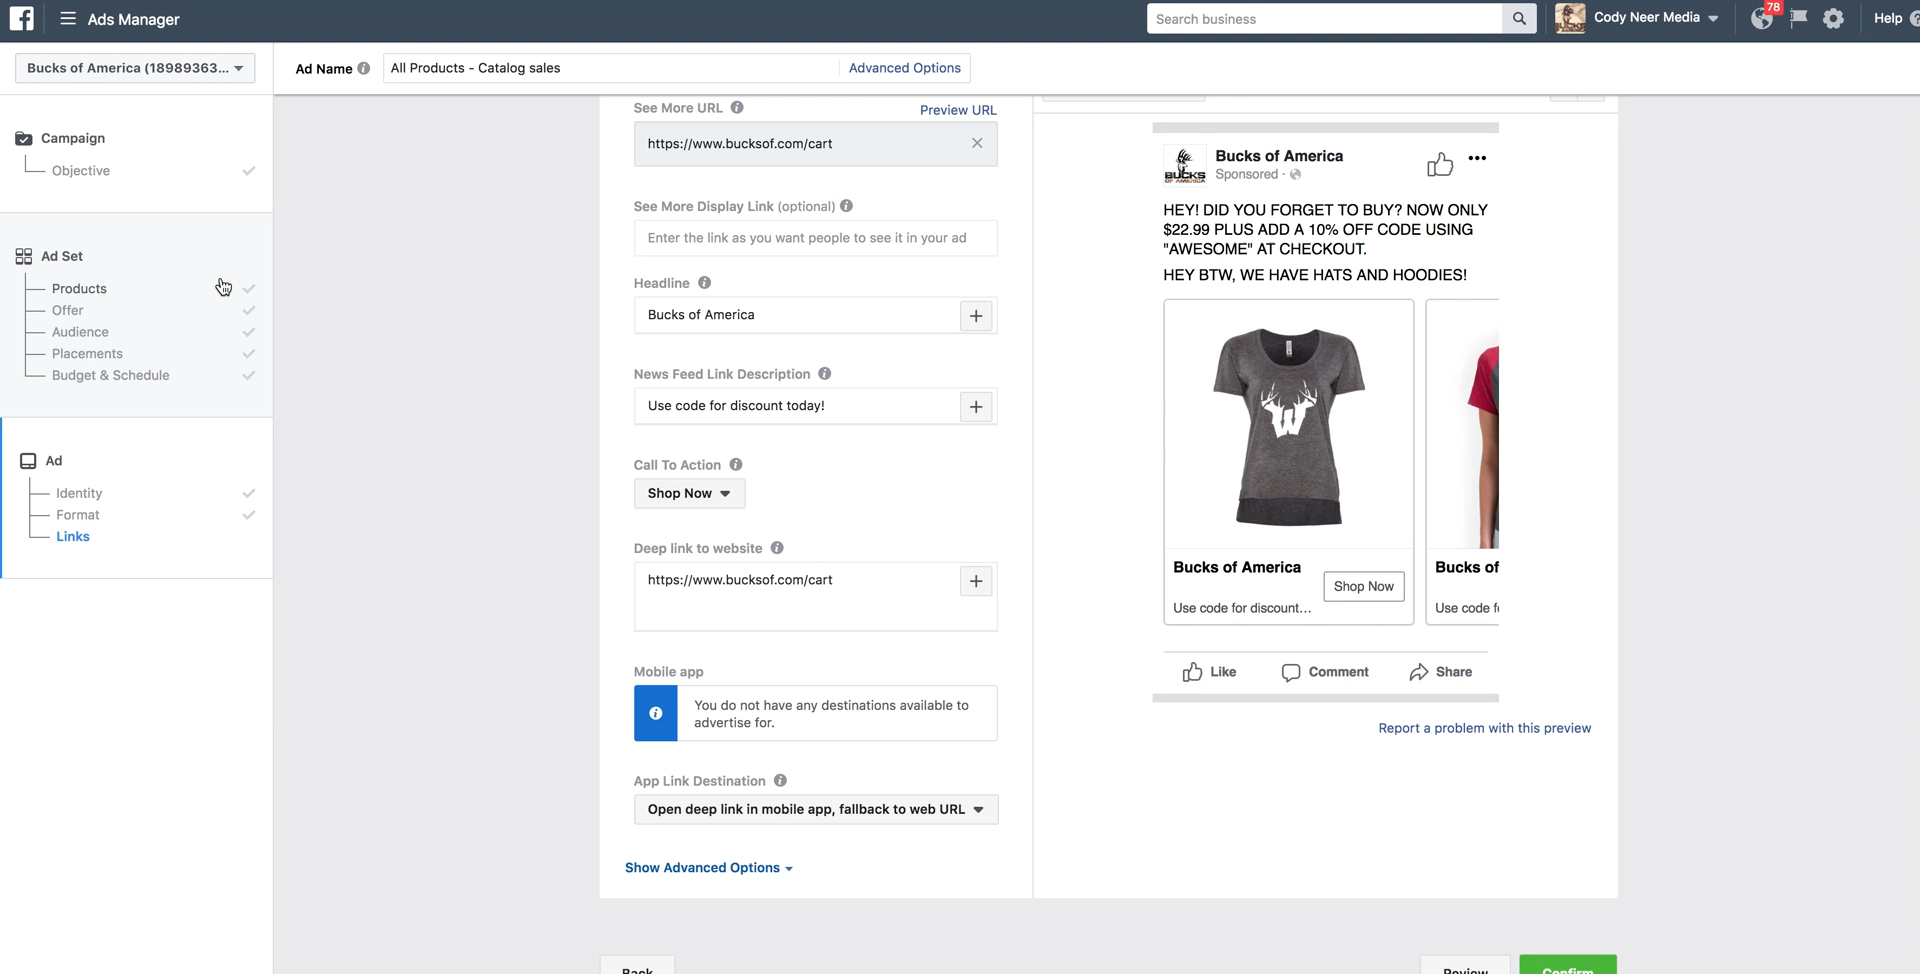 Ads Manager
Search business
Cody Neer Media
78
Help
Bucks of America (18989363...
Ad Name
All Products - Catalog sales
Advanced Options
Campaign
Objective
Ad Set
Products
Offer
Audience
Placements
Budget & Schedule
Ad
Identity
Format
Links
See More URL
Preview URL
https://www.bucksof.com/cart
See More Display Link (optional)
Enter the link as you want people to see it in your ad
Headline
Bucks of America
News Feed Link Description
Use code for discount today!
Call To Action
Shop Now
Deep link to website
https://www.bucksof.com/cart
Mobile app
You do not have any destinations available to
advertise for.
App Link Destination
Open deep link in mobile app, fallback to web URL
Show Advanced Options
BUCKS
OF AMERICA
Bucks of America
Sponsored ·
HEY! DID YOU FORGET TO BUY? NOW ONLY
$22.99 PLUS ADD A 10% OFF CODE USING
"AWESOME" AT CHECKOUT.
HEY BTW, WE HAVE HATS AND HOODIES!
W
Bucks of America
Shop Now
Use code for discount...
Bucks of
Use code f
Like
Comment
Share
Report a problem with this preview
Back
Review
Confirm